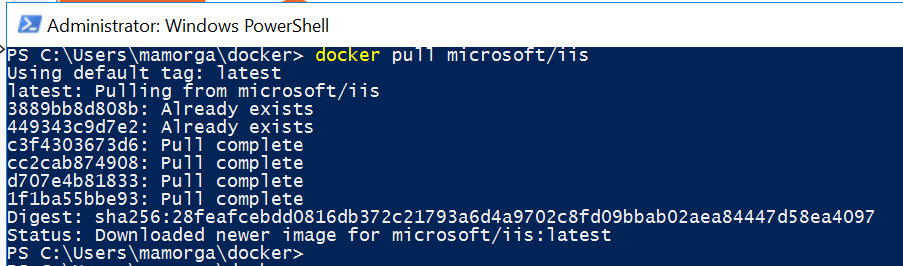 Administrator: Windows PowerShell
PS C:\Users\mamorga\docker> docker pull microsoft/iis
Using default tag: latest
latest: Pulling from microsoft/iis
3889bb8d808b: Already exists
449343c9d7e2: Already exists
c3f4303673d6: Pull complete
cc2cab874908: Pull complete
d707e4b81833: Pull complete
1f1ba55bbe93: Pull complete
Digest: sha256:28feafcebdd0816db372c21793a6d4a9702c8fd09bbab02aea84447d58ea4097
Status: Downloaded newer image for microsoft/iis:latest
PS C:\Users\mamorga\docker>